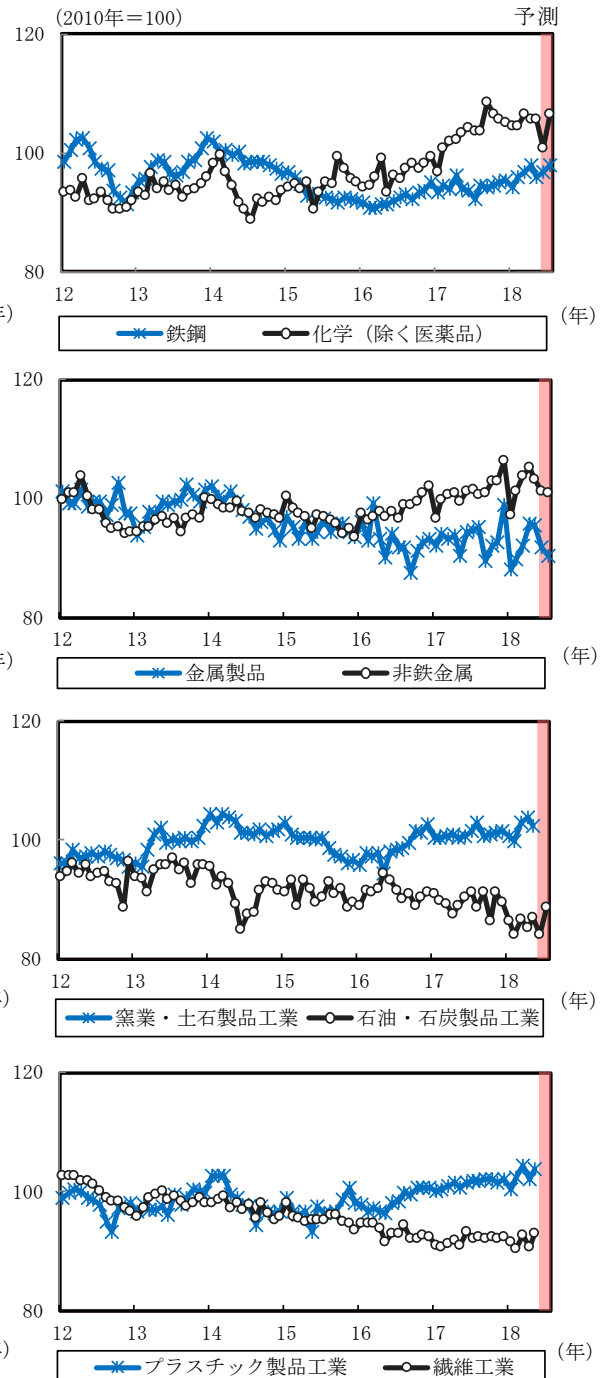 (2010年＝100)
予測
120
100
80
12 13 14 15 16 17 18
年)
(年)
鉄鋼 化学（除く医薬品）
120
100
80
12 13 14 15 16 17 18
年)
(年)
金属製品 非鉄金属
120
100
80
12 13 14 15 16 17 18
(年)
窯業・土石製品工業 石油・石炭製品工業
120
100
80
12 13 14 15 16 17 18
(年)
プラスチック製品工業 繊維工業